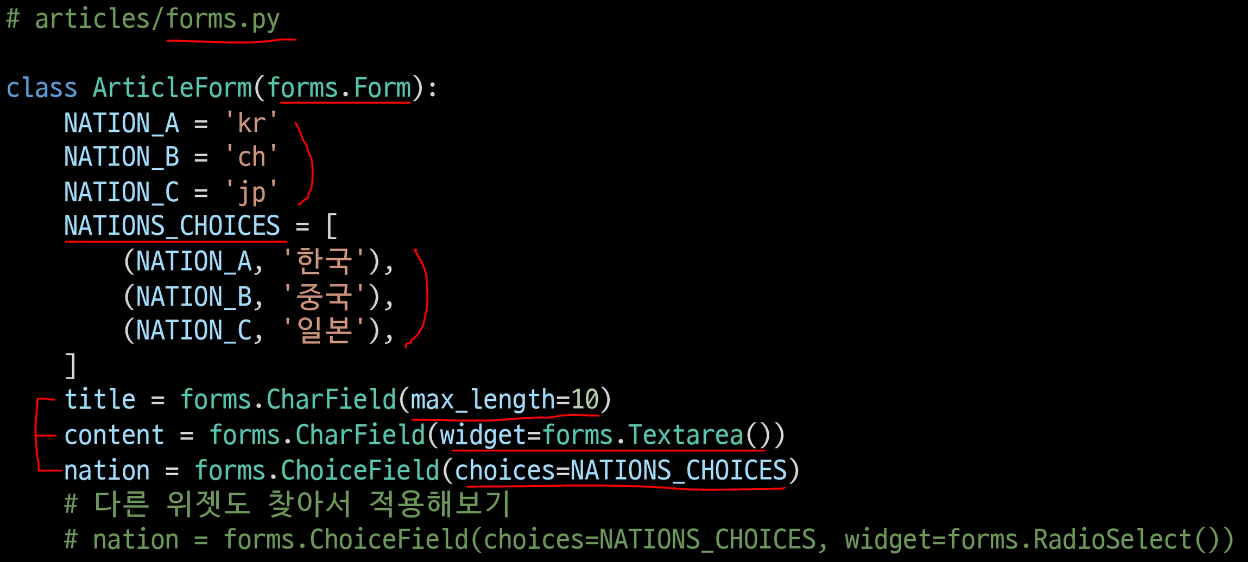 # articles/forms.py
class ArticleForm(forms.Form):
NATION_A = 'kr'
NATION_B = 'ch'
NATION_C = 'jp'
NATIONS_CHOICES = [
(NATION_A, '한국'),
(NATION_B, '중국'),
(NATION_C, '일본'),
]
title = forms.CharField(max_length=10)
content = forms.CharField(widget=forms.Textarea())
nation = forms.ChoiceField(choices=NATIONS_CHOICES)
# 다른 위젯도 찾아서 적용해보기
# nation = forms.ChoiceField(choices=NATIONS_CHOICES, widget=forms.RadioSelect())